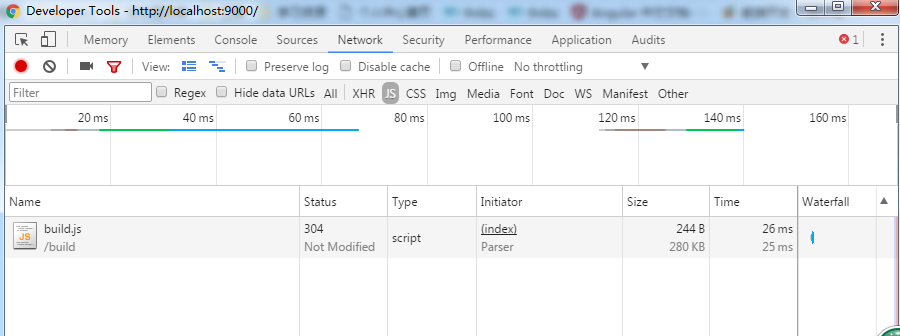 Developer Tools - http://localhost:9000/
Memory Elements Console Sources Network Security Performance Application Audits 1
View: Preserve log Disable cache Offline No throttling
Filter Regex Hide data URLs All XHR JS CSS Img Media Font Doc WS Manifest Other
20 ms 40 ms 60 ms 80 ms 100 ms 120 ms 140 ms 160 ms
Name Status Type Initiator Size Time Waterfall
JS build.js 304 script (index) 244 B 26 ms
/build Not Modified Parser 280 KB 25 ms